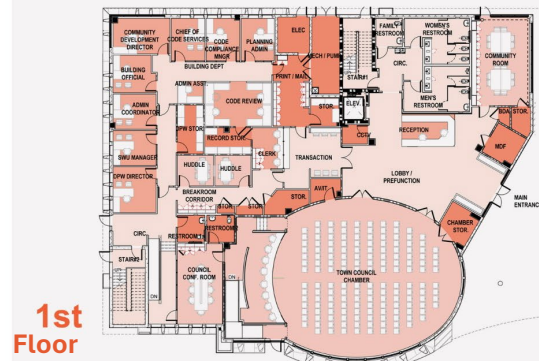 COMMUNITY
DEVELOPMENT
DIRECTOR
CHIEF OF
CODE SERVICES
CODE
COMPLIANCE
MNGR
PLANNING
ADMIN
ELEC
MECH / PUMP
STAIR#1
FAMILY
RESTROOM
WOMEN'S
RESTROOM
COMMUNITY
ROOM
CIRC.
BUILDING DEPT
BUILDING
OFFICIAL
ADMIN ASST.
PRINT / MAIL
CODE REVIEW
ELEV.
MEN'S
RESTROOM
STOR.
BDA
STOR.
ADMIN
COORDINATOR
DPW STOR.
RECORD STOR.
CCTV
RECEPTION
MDF
SWU MANAGER
CLERK
TRANSACTION
HUDDLE
HUDDLE
LOBBY /
PREFUNCTION
DPW DIRECTOR
BREAKROOM
CORRIDOR
STOR.
STOR.
STOR.
AV/IT
MAIN
ENTRANCE
CHAMBER
STOR.
CIRC.
RESTROOM
RESTROOM
STAIR#2
COUNCIL
CONF. ROOM
DN
DN
TOWN COUNCIL
CHAMBER
1st
Floor